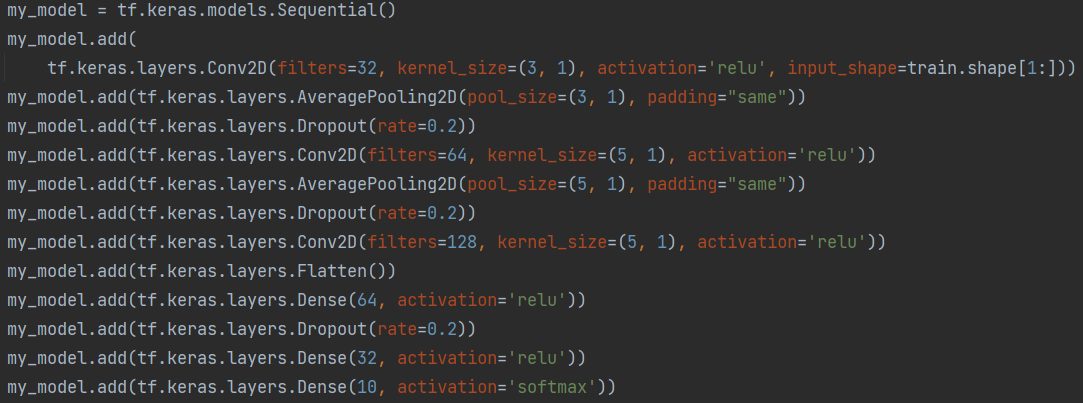 my_model = tf.keras.models.Sequential()
my_model.add(
    tf.keras.layers.Conv2D(filters=32, kernel_size=(3, 1), activation='relu', input_shape=train.shape[1:]))
my_model.add(tf.keras.layers.AveragePooling2D(pool_size=(3, 1), padding="same"))
my_model.add(tf.keras.layers.Dropout(rate=0.2))
my_model.add(tf.keras.layers.Conv2D(filters=64, kernel_size=(5, 1), activation='relu'))
my_model.add(tf.keras.layers.AveragePooling2D(pool_size=(5, 1), padding="same"))
my_model.add(tf.keras.layers.Dropout(rate=0.2))
my_model.add(tf.keras.layers.Conv2D(filters=128, kernel_size=(5, 1), activation='relu'))
my_model.add(tf.keras.layers.Flatten())
my_model.add(tf.keras.layers.Dense(64, activation='relu'))
my_model.add(tf.keras.layers.Dropout(rate=0.2))
my_model.add(tf.keras.layers.Dense(32, activation='relu'))
my_model.add(tf.keras.layers.Dense(10, activation='softmax'))